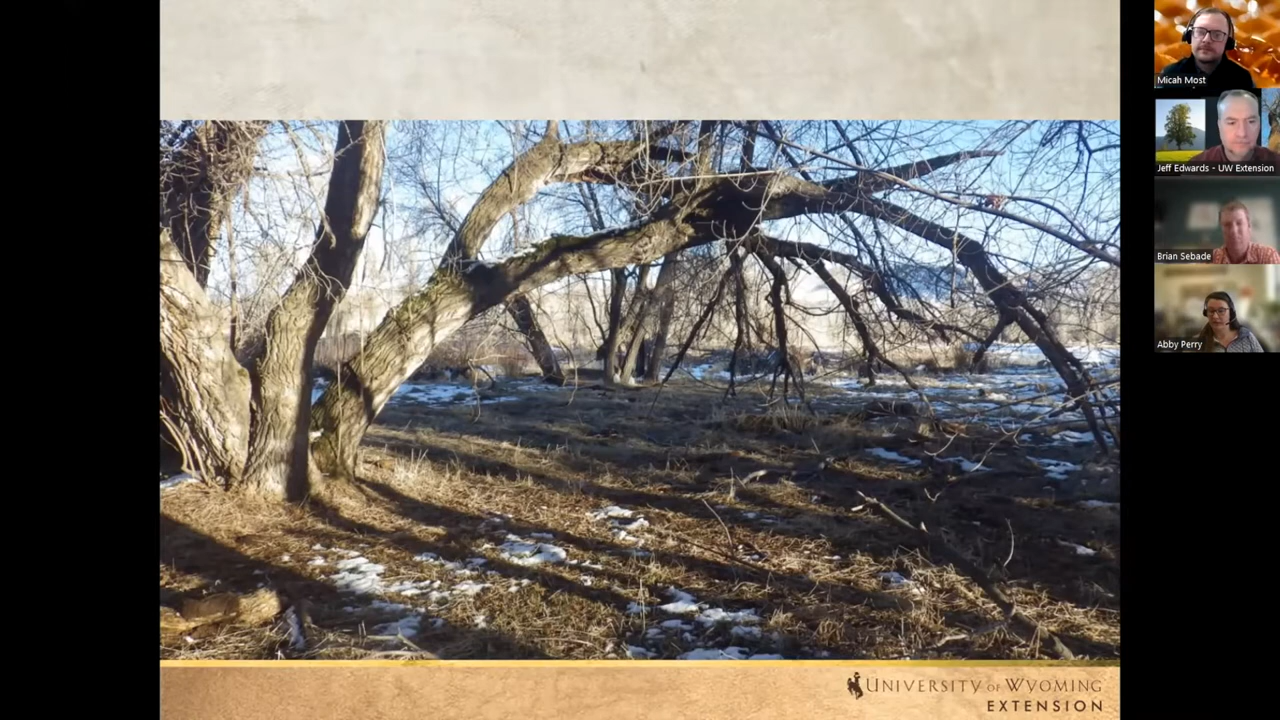 Micah Most
Jeff Edwards - UW Extension
Brian Sebade
Abby Perry
UNIVERSITY OF WYOMING
EXTENSION